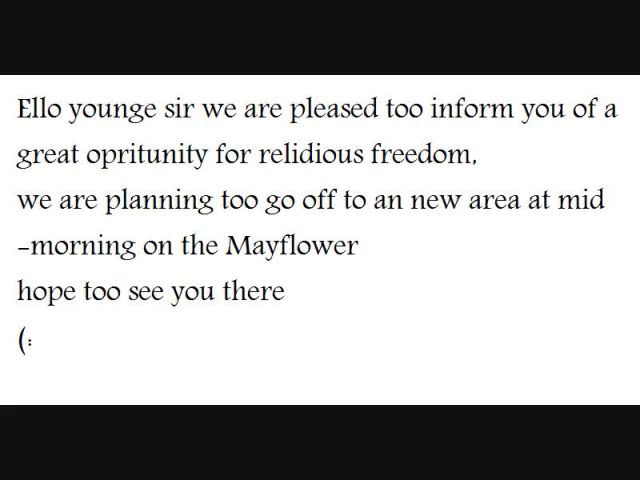 Ello younge sir we are pleased too inform you of a
great opritunity for relidious freedom,
we are planning too go off to an new area at mid
-morning on the Mayflower
hope too see you there
(: